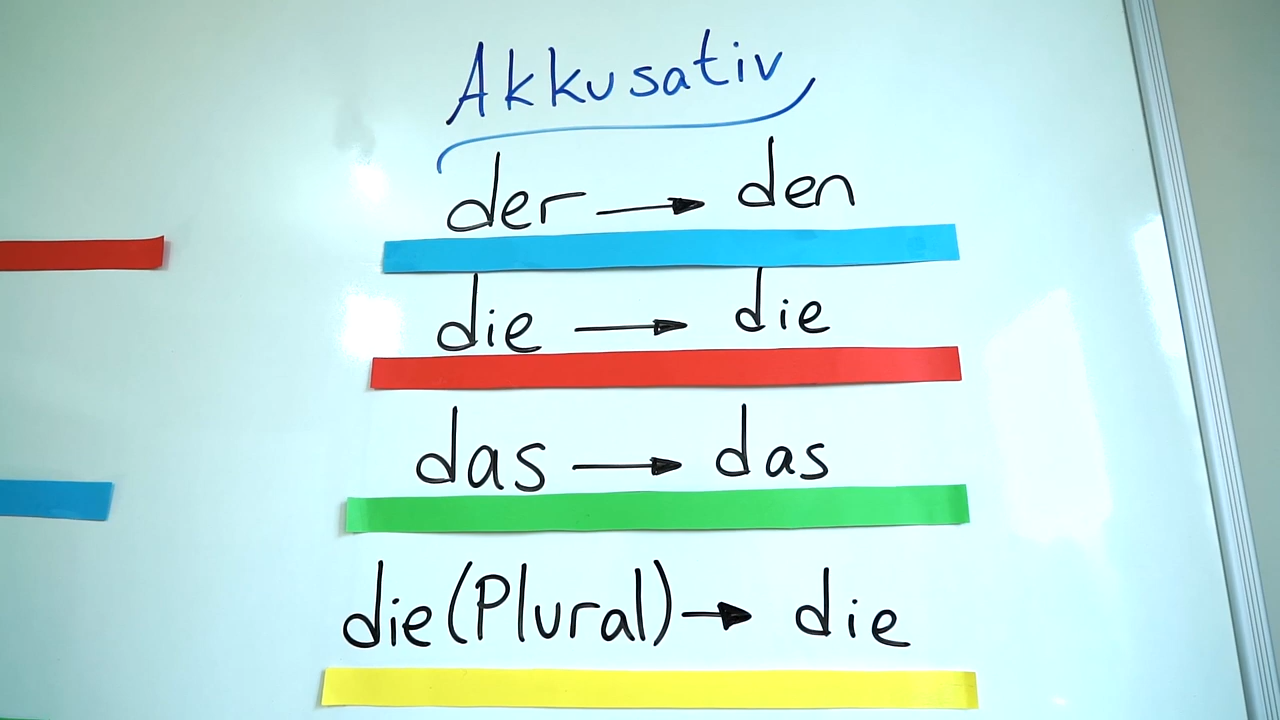 Akkusativ
der → den
die → die
das → das
die (Plural) → die